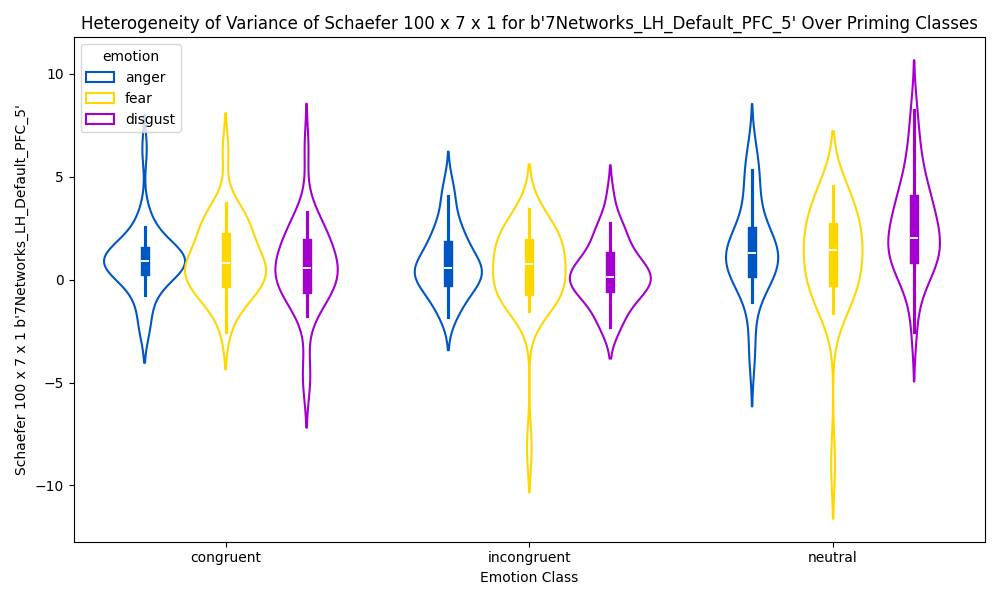 Heterogeneity of Variance of Schaefer 100 x 7 x 1 for b'7Networks_LH_Default_PFC_5' Over Priming Classes
Schaefer 100 x 7 x 1 b'7Networks_LH_Default_PFC_5'
emotion
anger
fear
disgust
10
5
0
−5
−10
congruent
incongruent
neutral
Emotion Class